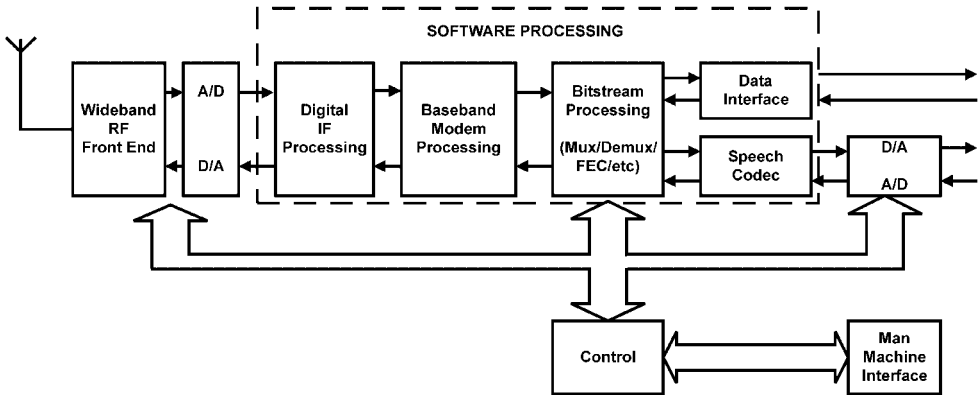 SOFTWARE PROCESSING
Wideband
RF
Front End
A/D
D/A
Digital
IF
Processing
Baseband
Modem
Processing
Bitstream
Processing
(Mux/Demux/
FEC/etc)
Data
Interface
Speech
Codec
D/A
A/D
Control
Man
Machine
Interface